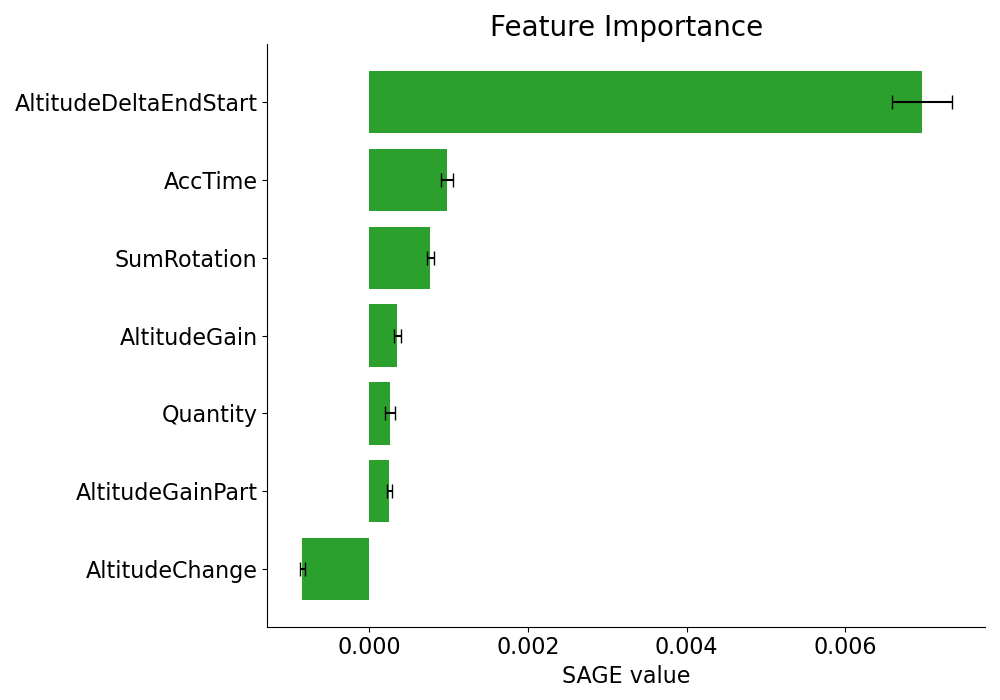 Feature Importance
AltitudeDeltaEndStart
AccTime
SumRotation
AltitudeGain
Quantity
AltitudeGainPart
AltitudeChange
0.000 0.002 0.004 0.006
SAGE value